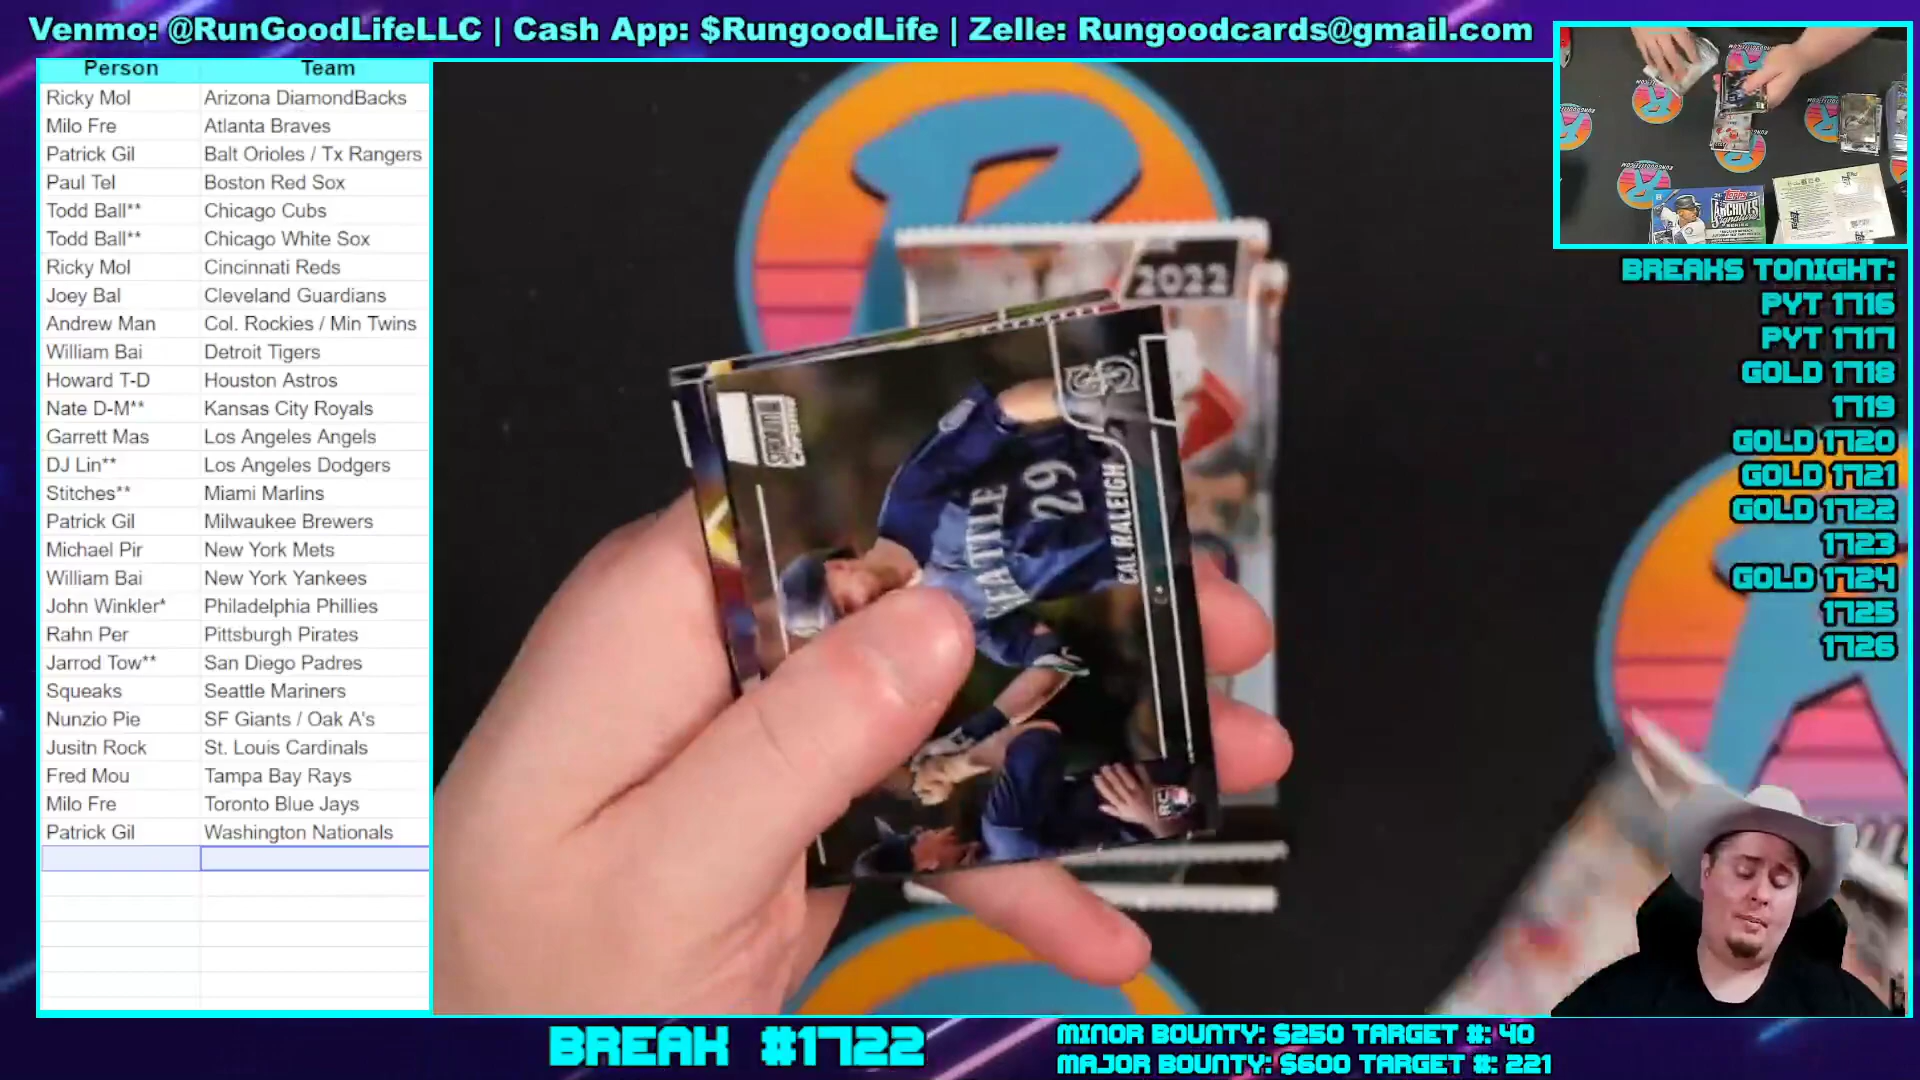 Venmo: @RunGoodLifeLLC | Cash App: $RungoodLife | Zelle: Rungoodcards@gmail.com
Person Team
Ricky Mol Arizona DiamondBacks
Milo Fre Atlanta Braves
Patrick Gil Balt Orioles / Tx Rangers
Paul Tel Boston Red Sox
Todd Ball** Chicago Cubs
Todd Ball** Chicago White Sox
Ricky Mol Cincinnati Reds
Joey Bal Cleveland Guardians
Andrew Man Col. Rockies / Min Twins
William Bai Detroit Tigers
Howard T-D Houston Astros
Nate D-M** Kansas City Royals
Garrett Mas Los Angeles Angels
DJ Lin** Los Angeles Dodgers
Stitches** Miami Marlins
Patrick Gil Milwaukee Brewers
Michael Pir New York Mets
William Bai New York Yankees
John Winkler* Philadelphia Phillies
Rahn Per Pittsburgh Pirates
Jarrod Tow** San Diego Padres
Squeaks Seattle Mariners
Nunzio Pie SF Giants / Oak A's
Jusitn Rock St. Louis Cardinals
Fred Mou Tampa Bay Rays
Milo Fre Toronto Blue Jays
Patrick Gil Washington Nationals
2022
STADIUM
SEATTLE
29
CAL RALEIGH
C
RC
Topps
ARCHIVES
Signature
SERIES
BREAKS TONIGHT:
PYT 1716
PYT 1717
GOLD 1718
1719
GOLD 1720
GOLD 1721
GOLD 1722
1723
GOLD 1724
1725
1726
BREAK #1722
MINOR BOUNTY: $250 TARGET #: 40
MAJOR BOUNTY: $600 TARGET #: 221